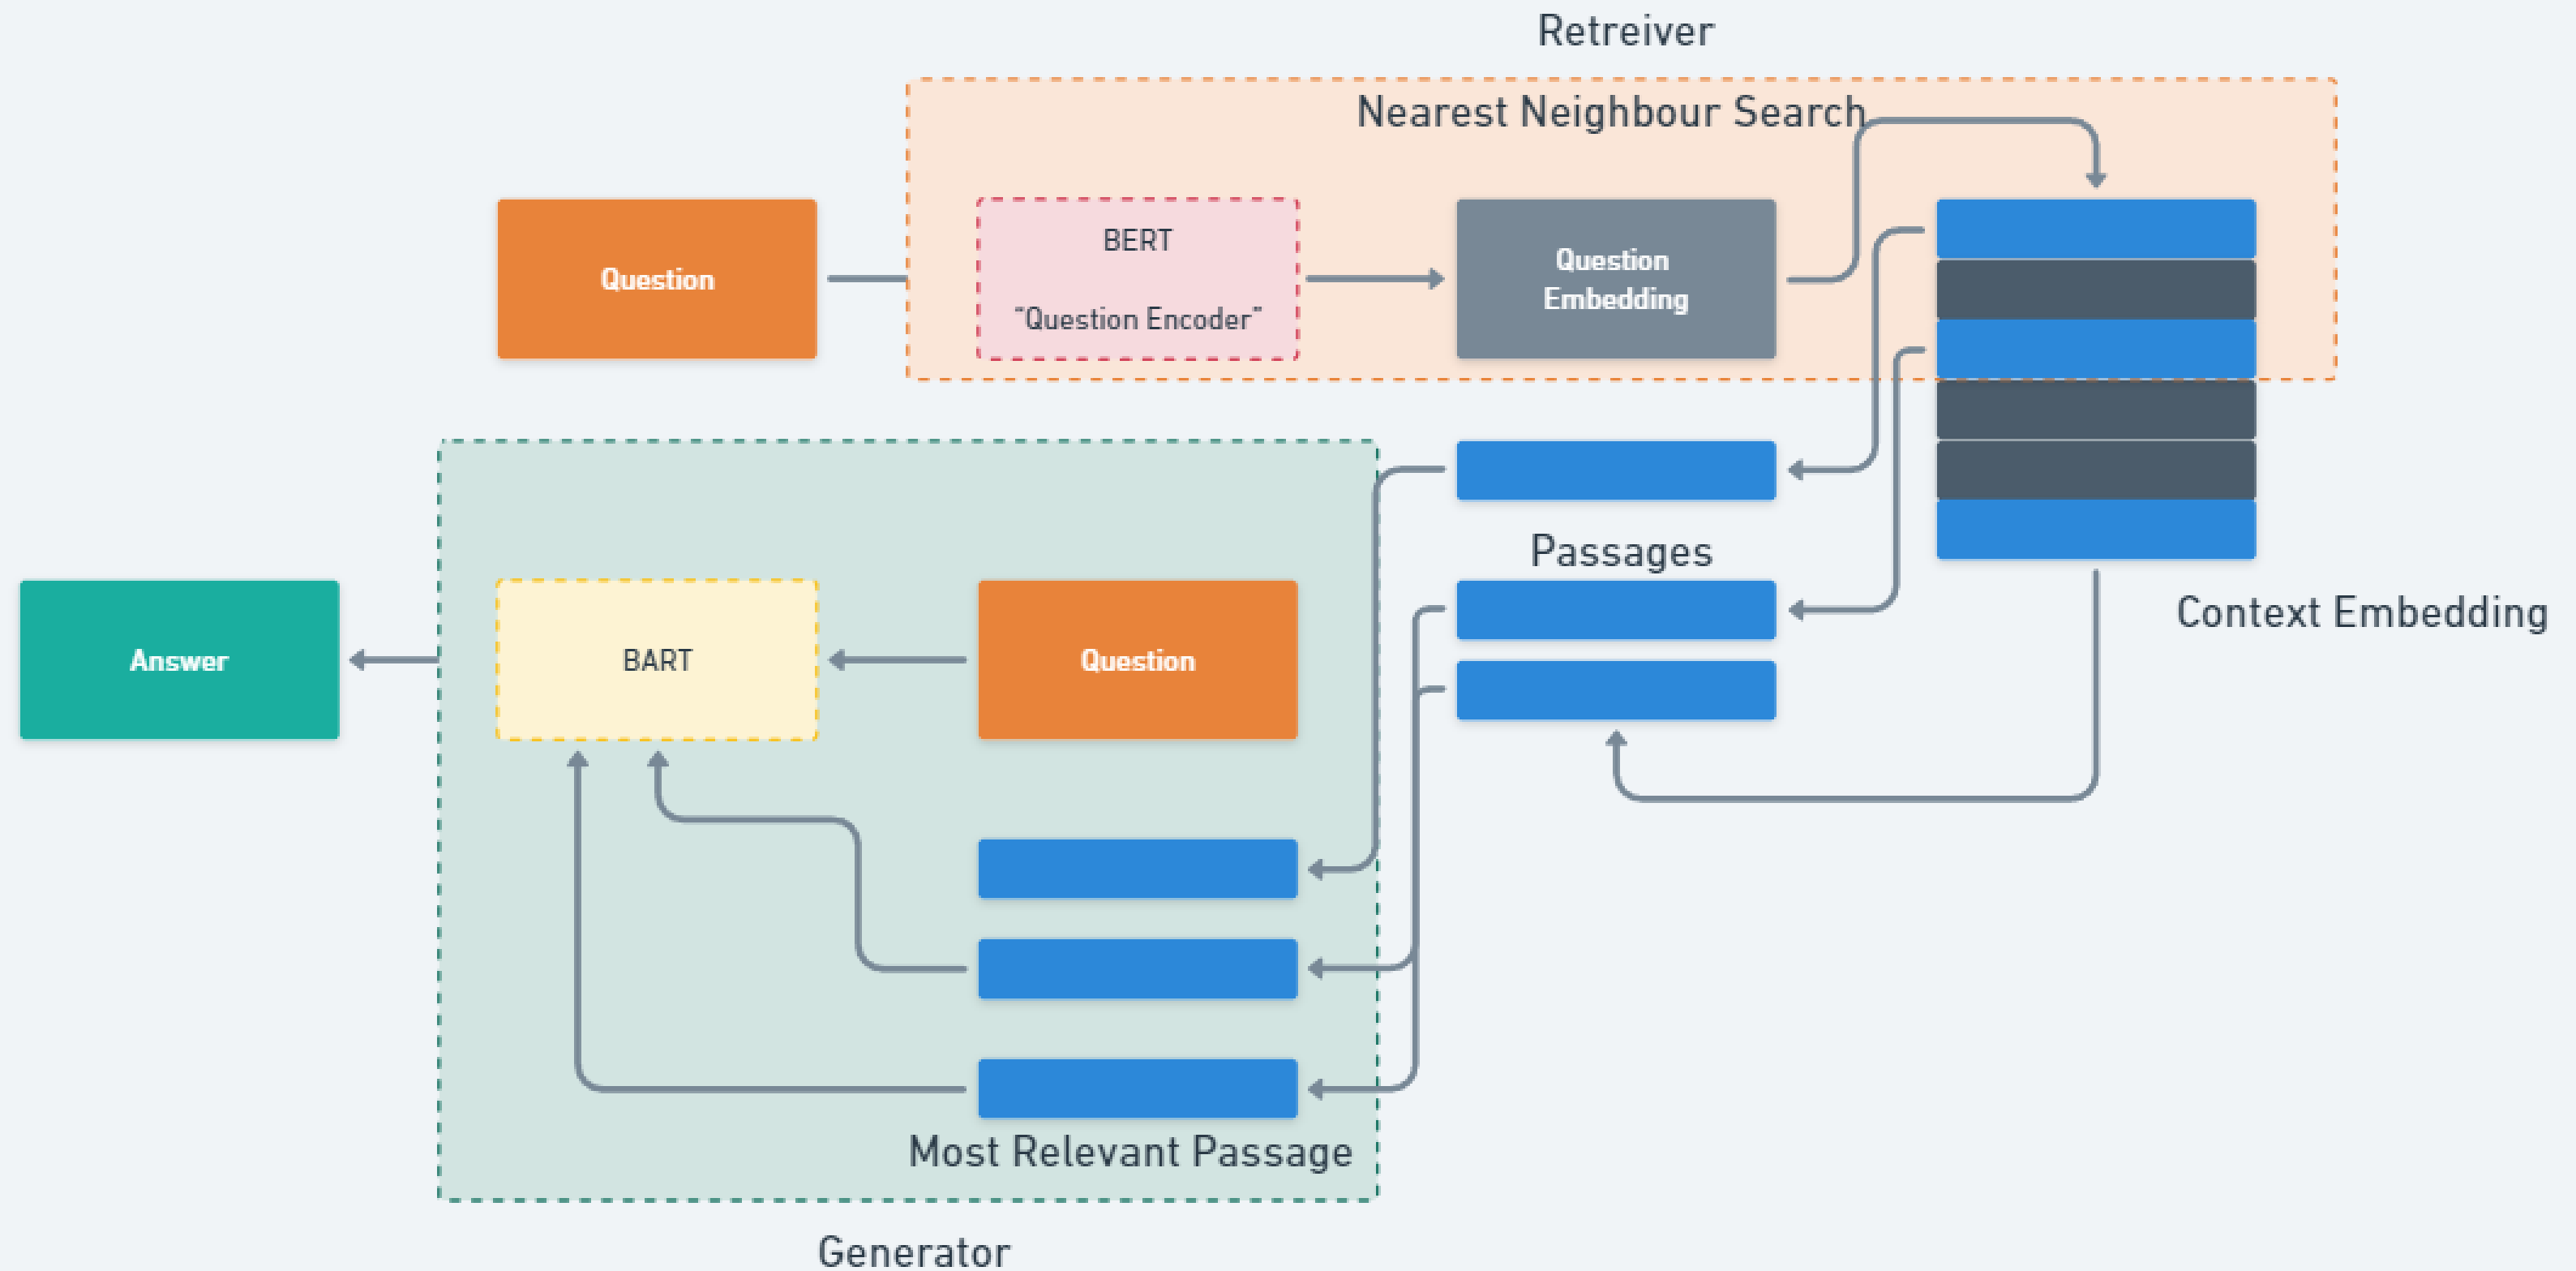 Retreiver
Nearest Neighbour Search
Question
BERT
"Question Encoder"
Question
Embedding
Passages
Context Embedding
Answer
BART
Question
Most Relevant Passage
Generator